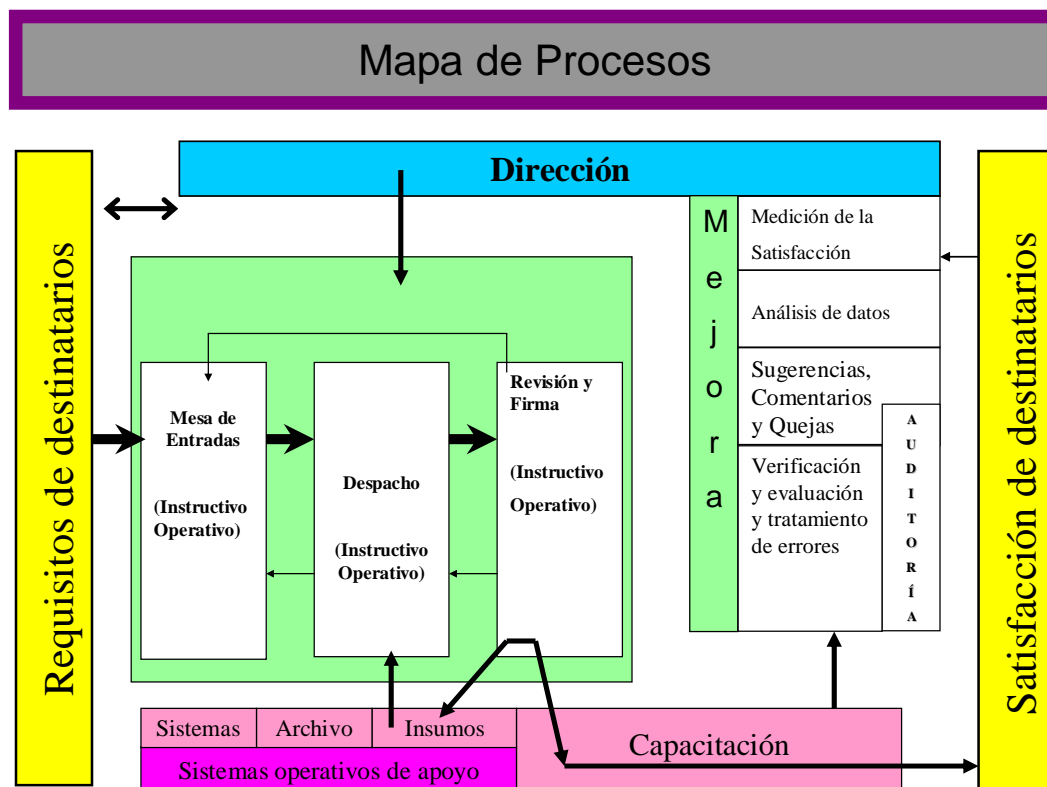 Mapa de Procesos
Dirección
Requisitos de destinatarios
Mesa de
Entradas
(Instructivo
Operativo)
Despacho
(Instructivo
Operativo)
Revisión y
Firma
(Instructivo
Operativo)
Mejora
Medición de la
Satisfacción
Análisis de datos
Sugerencias,
Comentarios
y Quejas
Verificación
y evaluación
y tratamiento
de errores
AUDITORÍA
Satisfacción de destinatarios
Sistemas
Archivo
Insumos
Capacitación
Sistemas operativos de apoyo